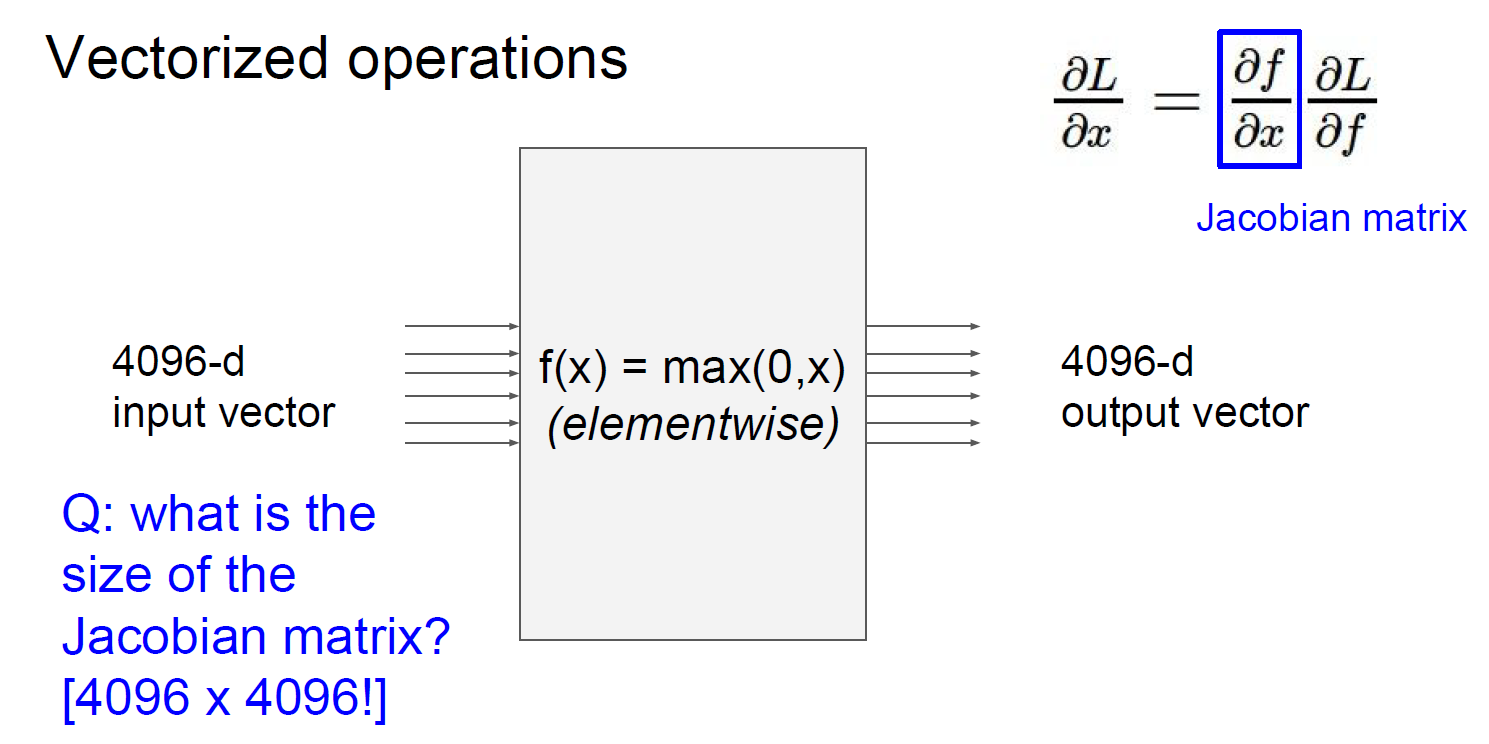 Vectorized operations
∂L/∂x = ∂f/∂x ∂L/∂f
Jacobian matrix
4096-d
input vector
f(x) = max(0,x)
(elementwise)
4096-d
output vector
Q: what is the
size of the
Jacobian matrix?
[4096 x 4096!]